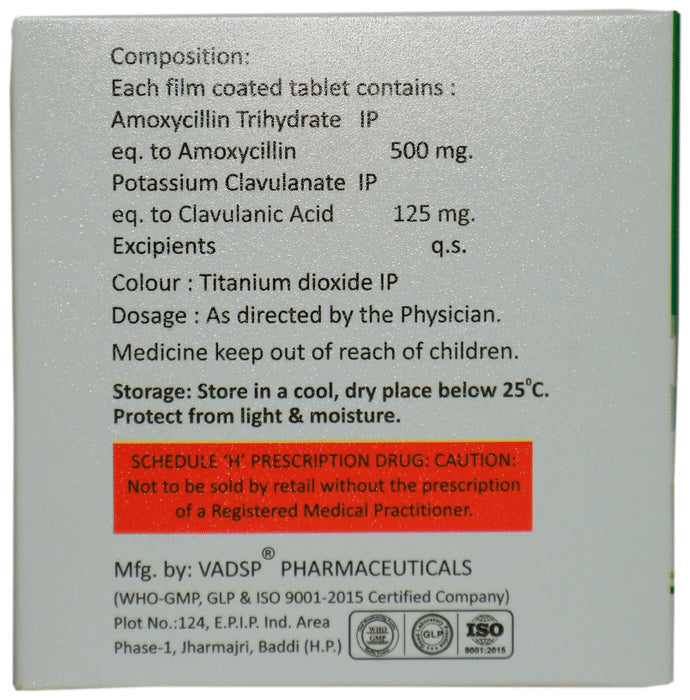 Composition:
Each film coated tablet contains :
Amoxycillin Trihydrate IP
eq. to Amoxycillin 500 mg.
Potassium Clavulanate IP
eq. to Clavulanic Acid 125 mg.
Excipients q.s.
Colour : Titanium dioxide IP
Dosage : As directed by the Physician.
Medicine keep out of reach of children.
Storage: Store in a cool, dry place below 25⁰C.
Protect from light & moisture.
SCHEDULE 'H' PRESCRIPTION DRUG: CAUTION:
Not to be sold by retail without the prescription
of a Registered Medical Practitioner.
Mfg. by: VADSP® PHARMACEUTICALS
(WHO-GMP, GLP & ISO 9001-2015 Certified Company)
Plot No.:124, E.P.I.P. Ind. Area
Phase-1, Jharmajri, Baddi (H.P.)
WHO
GMP
GLP
ISO
9001:2015